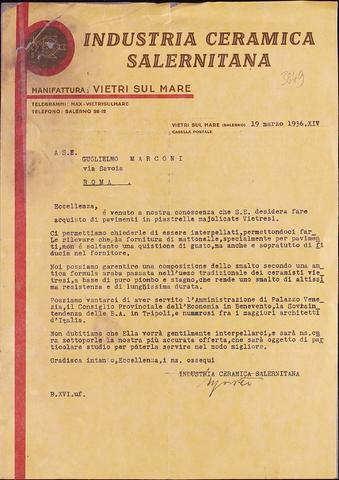 INDUSTRIA CERAMICA
SALERNITANA
3649
MANIFATTURA: VIETRI SUL MARE
TELEGRAMMI: MAX-VIETRISULMARE
TELEFONO: SALERNO 26-12
VIETRI SUL MARE (SALERNO) 19 marzo 1936.XIV
CASELLA POSTALE
A S.E.
GUGLIELMO MARCONI
via Savoia
ROMA .
Eccellenza,
é venuto a nostra conoscenza che S.E. desidera fare
acquisto di pavimenti in piastrelle majolicate Vietresi.
Ci permettiamo chiederle di essere interpellati, permettendoci far
Le rilevare che, la fornitura di mattonelle, specialmente per pavimen
ti, non é soltanto una quistione di gusto, ma anche e sopratutto di fi
ducia nel fornitore.
Noi possiamo garentire una composizione dello smalto secondo una an
tica formula araba passata nell'uso tradizionale dei ceramisti vie
tresi, a base di puro piombo e stagno, che rende uno smalto di altis
ma resistenza e di lunghissima durata.
Possiamo vantarci di aver servito l'Amministrazione di Palazzo Vene
zia, il Consiglio Provinciale dell'Economia in Benevento, la Sovrain
tendenza delle B.A. in Tripoli, e numerosi fra i maggiori architetti
d'Italia.
Non dubitiamo che Ella vorrà gentilmente interpellarci, e sarà ns.cu
ra sottoporle la nostra più accurata offerta, che sarà oggetto di par
ticolare studio per poterla servire nel modo migliore.
Gradisca intanto, Eccellenza, i ns. ossequi
INDUSTRIA CERAMICA SALERNITANA
B.XVI.uf.